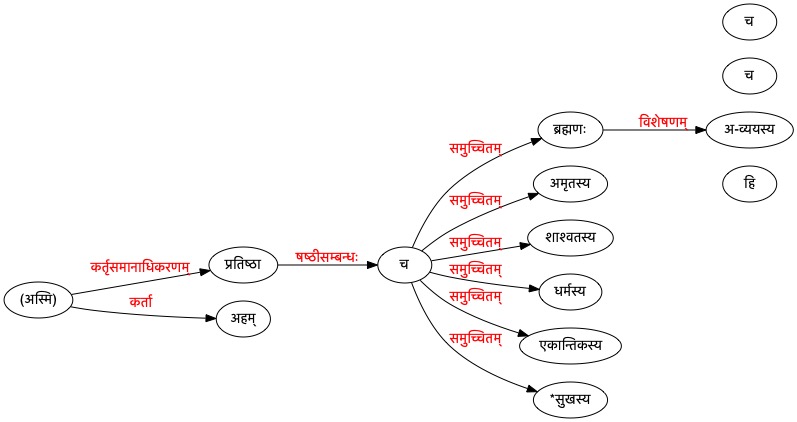 च
च
ब्रह्मणः
विशेषणम्
अ-व्ययस्य
समुच्चितम्
अमृतस्य
हि
समुच्चितम्
शाश्वतस्य
समुच्चितम्
(अस्मि)
कर्तृसमानाधिकरणम्
प्रतिष्ठा
षष्ठीसम्बन्धः
च
समुच्चितम्
धर्मस्य
कर्ता
अहम्
समुच्चितम्
एकान्तिकस्य
समुच्चितम्
*सुखस्य